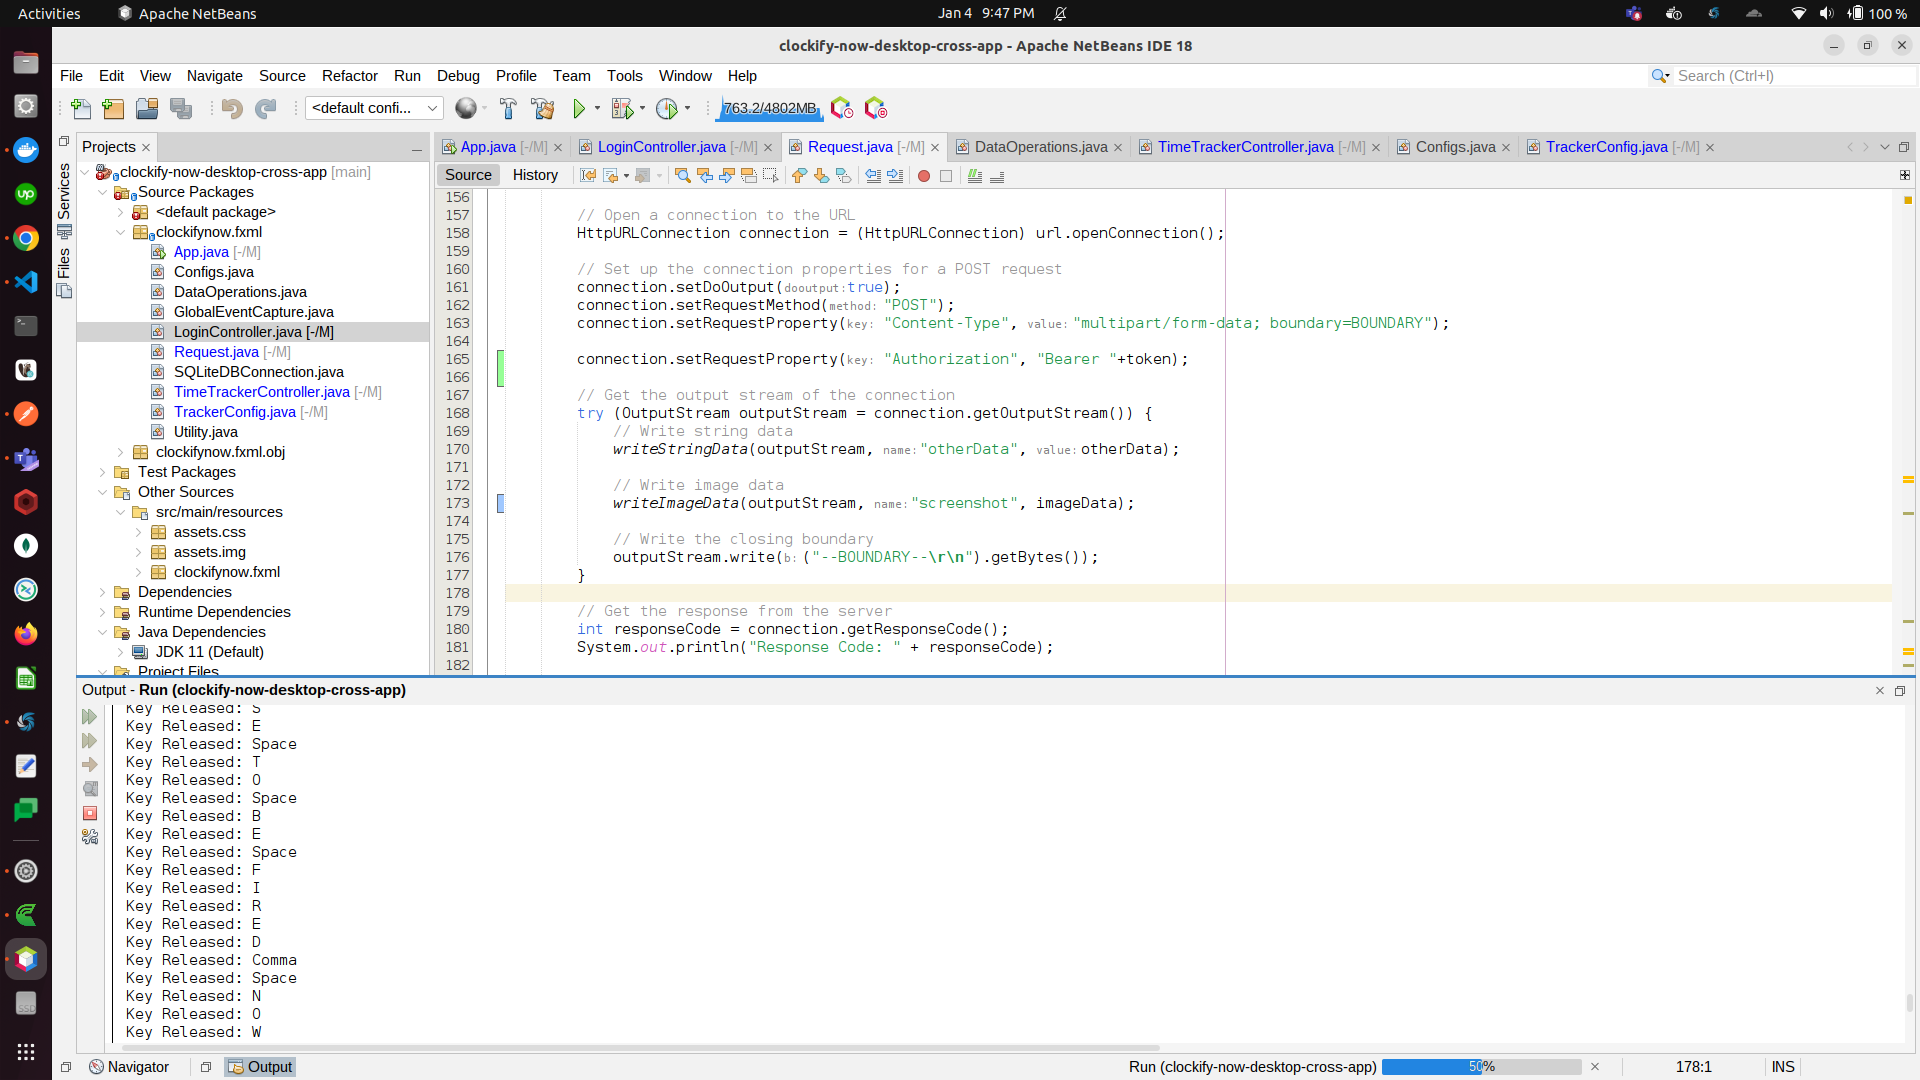 Activities
Apache NetBeans
Jan 4 9:47 PM
100 %
clockify-now-desktop-cross-app - Apache NetBeans IDE 18
File Edit View Navigate Source Refactor Run Debug Profile Team Tools Window Help
Search (Ctrl+I)
<default confi...
763.2/4802MB
Projects
App.java [-/M]
LoginController.java [-/M]
Request.java [-/M]
DataOperations.java
TimeTrackerController.java [-/M]
Configs.java
TrackerConfig.java [-/M]
Services
Files
clockify-now-desktop-cross-app [main]
Source Packages
<default package>
clockifynow.fxml
App.java [-/M]
Configs.java
DataOperations.java
GlobalEventCapture.java
LoginController.java [-/M]
Request.java [-/M]
SQLiteDBConnection.java
TimeTrackerController.java [-/M]
TrackerConfig.java [-/M]
Utility.java
clockifynow.fxml.obj
Test Packages
Other Sources
src/main/resources
assets.css
assets.img
clockifynow.fxml
Dependencies
Runtime Dependencies
Java Dependencies
JDK 11 (Default)
Project Files
Source History
156
157 // Open a connection to the URL
158 HttpURLConnection connection = (HttpURLConnection) url.openConnection();
159
160 // Set up the connection properties for a POST request
161 connection.setDoOutput(dooutput:true);
162 connection.setRequestMethod(method: "POST");
163 connection.setRequestProperty(key: "Content-Type", value: "multipart/form-data; boundary=BOUNDARY");
164
165 connection.setRequestProperty(key: "Authorization", "Bearer "+token);
166
167 // Get the output stream of the connection
168 try (OutputStream outputStream = connection.getOutputStream()) {
169 // Write string data
170 writeStringData(outputStream, name:"otherData", value:otherData);
171
172 // Write image data
173 writeImageData(outputStream, name:"screenshot", imageData);
174
175 // Write the closing boundary
176 outputStream.write(b: ("--BOUNDARY--\r\n").getBytes());
177 }
178
179 // Get the response from the server
180 int responseCode = connection.getResponseCode();
181 System.out.println("Response Code: " + responseCode);
182
Output - Run (clockify-now-desktop-cross-app)
Key Released: S
Key Released: E
Key Released: Space
Key Released: T
Key Released: O
Key Released: Space
Key Released: B
Key Released: E
Key Released: Space
Key Released: F
Key Released: I
Key Released: R
Key Released: E
Key Released: D
Key Released: Comma
Key Released: Space
Key Released: N
Key Released: O
Key Released: W
Navigator
Output
Run (clockify-now-desktop-cross-app)
50%
178:1
INS